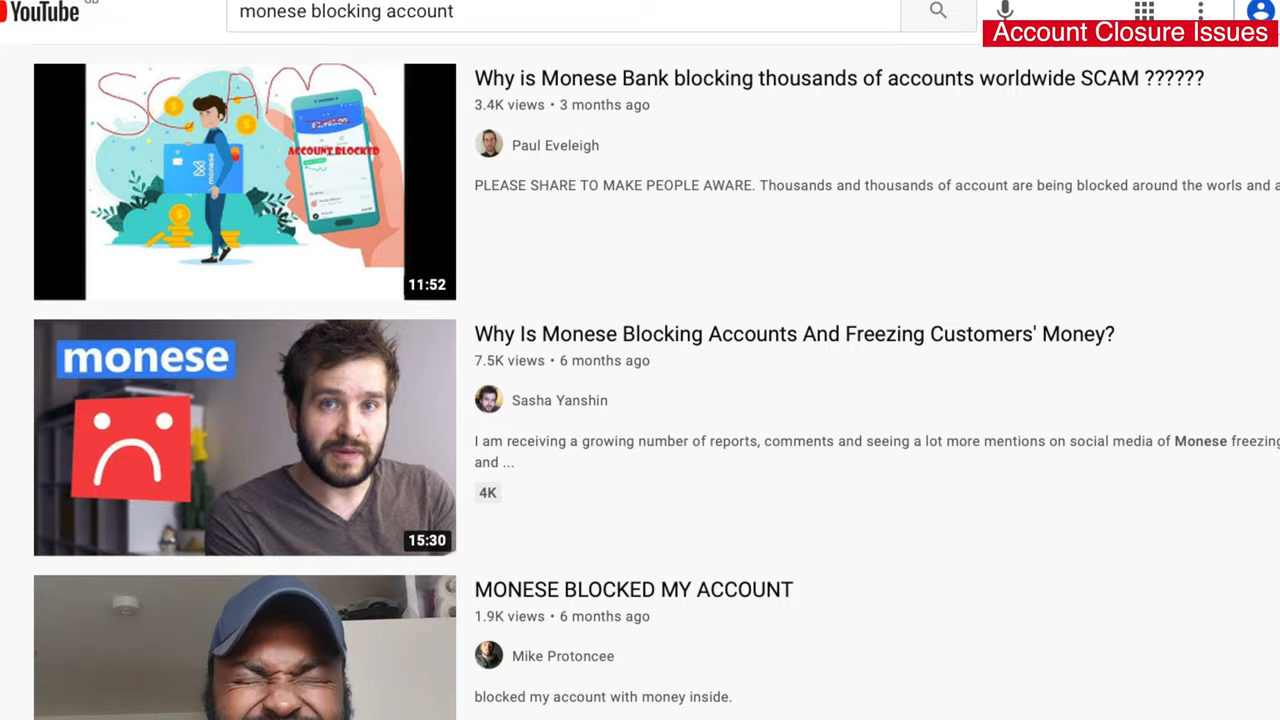 YouTube
GB
monese blocking account
Account Closure Issues
SCAM
monese
ACCOUNT BLOCKED
11:52
Why is Monese Bank blocking thousands of accounts worldwide SCAM ??????
3.4K views • 3 months ago
Paul Eveleigh
PLEASE SHARE TO MAKE PEOPLE AWARE. Thousands and thousands of account are being blocked around the worls and a
monese
15:30
Why Is Monese Blocking Accounts And Freezing Customers' Money?
7.5K views • 6 months ago
Sasha Yanshin
I am receiving a growing number of reports, comments and seeing a lot more mentions on social media of Monese freezing
and ...
4K
MONESE BLOCKED MY ACCOUNT
1.9K views • 6 months ago
Mike Protoncee
blocked my account with money inside.